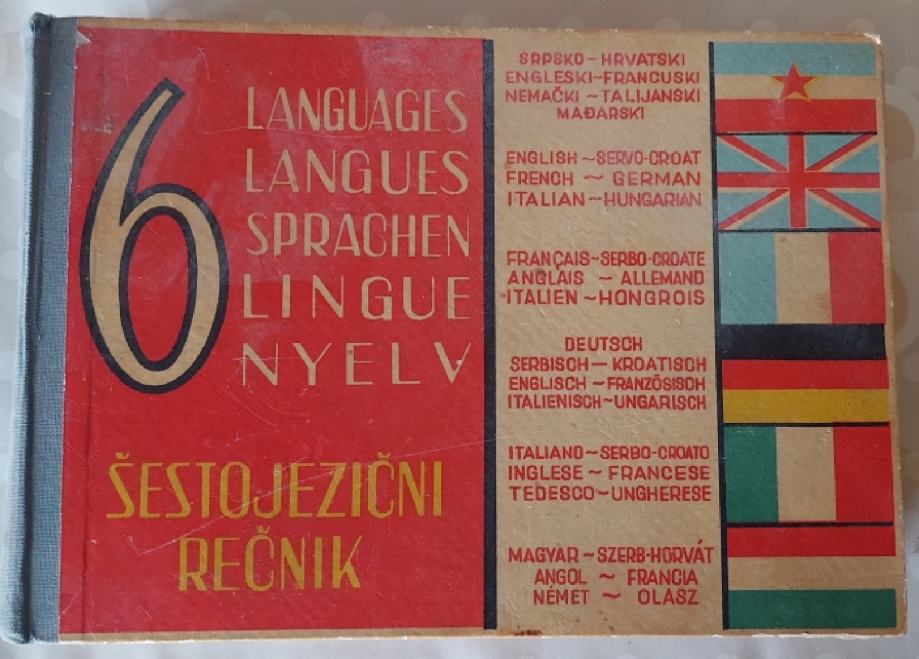 6
LANGUAGES
LANGUES
SPRACHEN
LINGUE
NYELV
ŠESTOJEZIČNI
REČNIK
SRPSKO-HRVATSKI
ENGLESKI-FRANCUSKI
NEMAČKI~TALIJANSKI
MAĐARSKI
ENGLISH~SERVO-CROAT
FRENCH ~ GERMAN
ITALIAN~HUNGARIAN
FRANÇAIS~SERBO-CROATE
ANGLAIS ~ ALLEMAND
ITALIEN~HONGROIS
DEUTSCH
SERBISCH—KROATISCH
ENGLISCH~FRANZÖSISCH
ITALIENISCH~UNGARISCH
ITALIANO~SERBO-CROATO
INGLESE ~ FRANCESE
TEDESCO~UNGHERESE
MAGYAR~SZERB-HORVÁT
ANGOL ~ FRANCIA
NÉMET ~ OLASZ